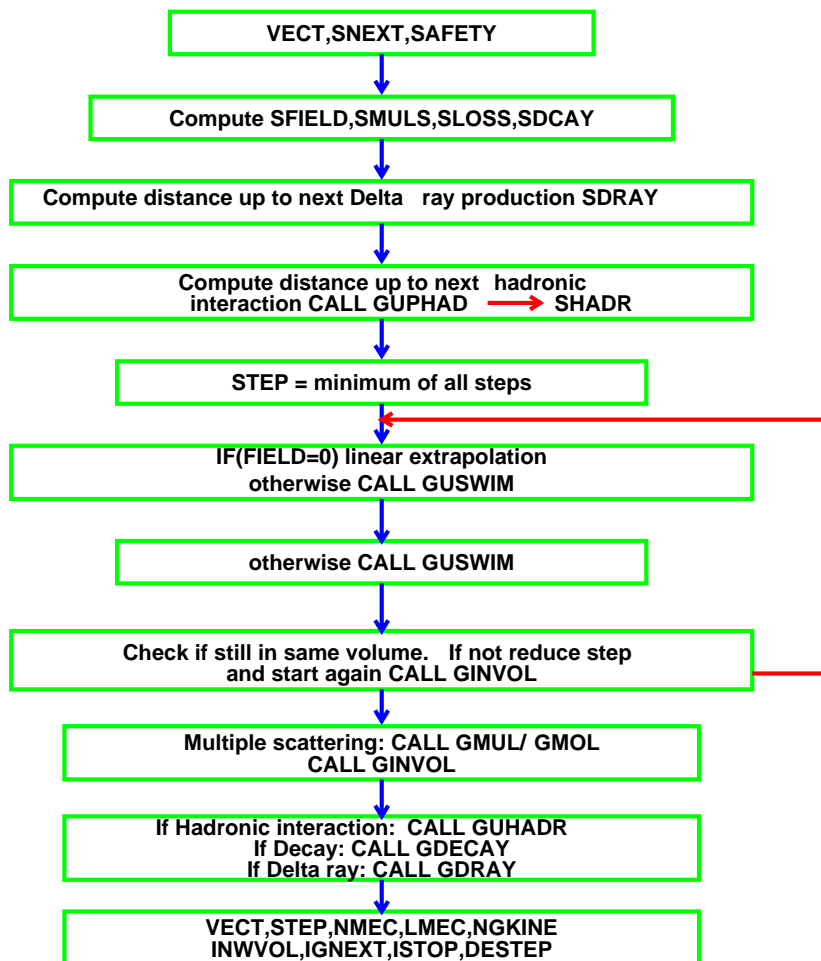 VECT,SNEXT,SAFETY
Compute SFIELD,SMULS,SLOSS,SDCAY
Compute distance up to next Delta ray production SDRAY
Compute distance up to next hadronic
interaction CALL GUPHAD SHADR
STEP = minimum of all steps
IF(FIELD=0) linear extrapolation
otherwise CALL GUSWIM
otherwise CALL GUSWIM
Check if still in same volume. If not reduce step
and start again CALL GINVOL
Multiple scattering: CALL GMUL/ GMOL
CALL GINVOL
If Hadronic interaction: CALL GUHADR
If Decay: CALL GDECAY
If Delta ray: CALL GDRAY
VECT,STEP,NMEC,LMEC,NGKINE
INWVOL,IGNEXT,ISTOP,DESTEP